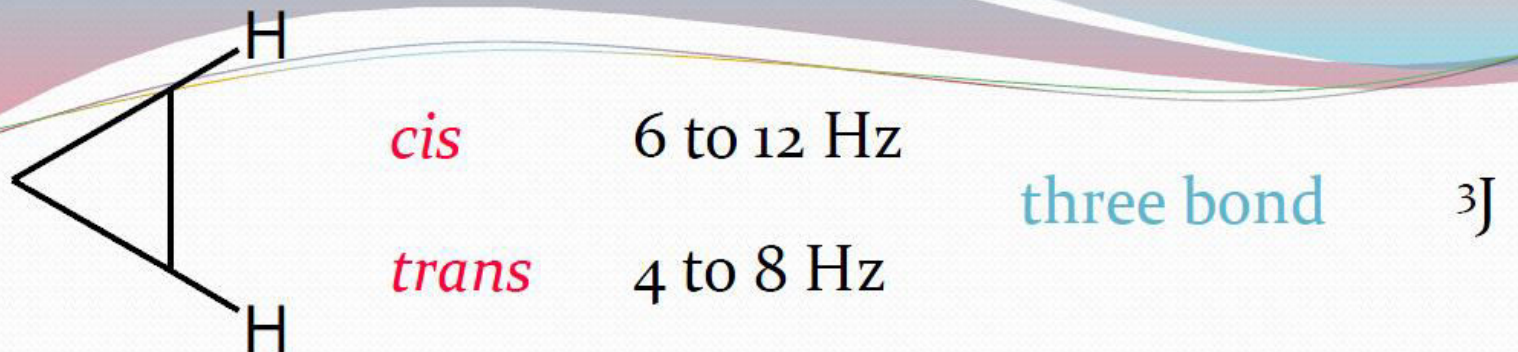 H
cis 6 to 12 Hz
three bond ³J
trans 4 to 8 Hz
H